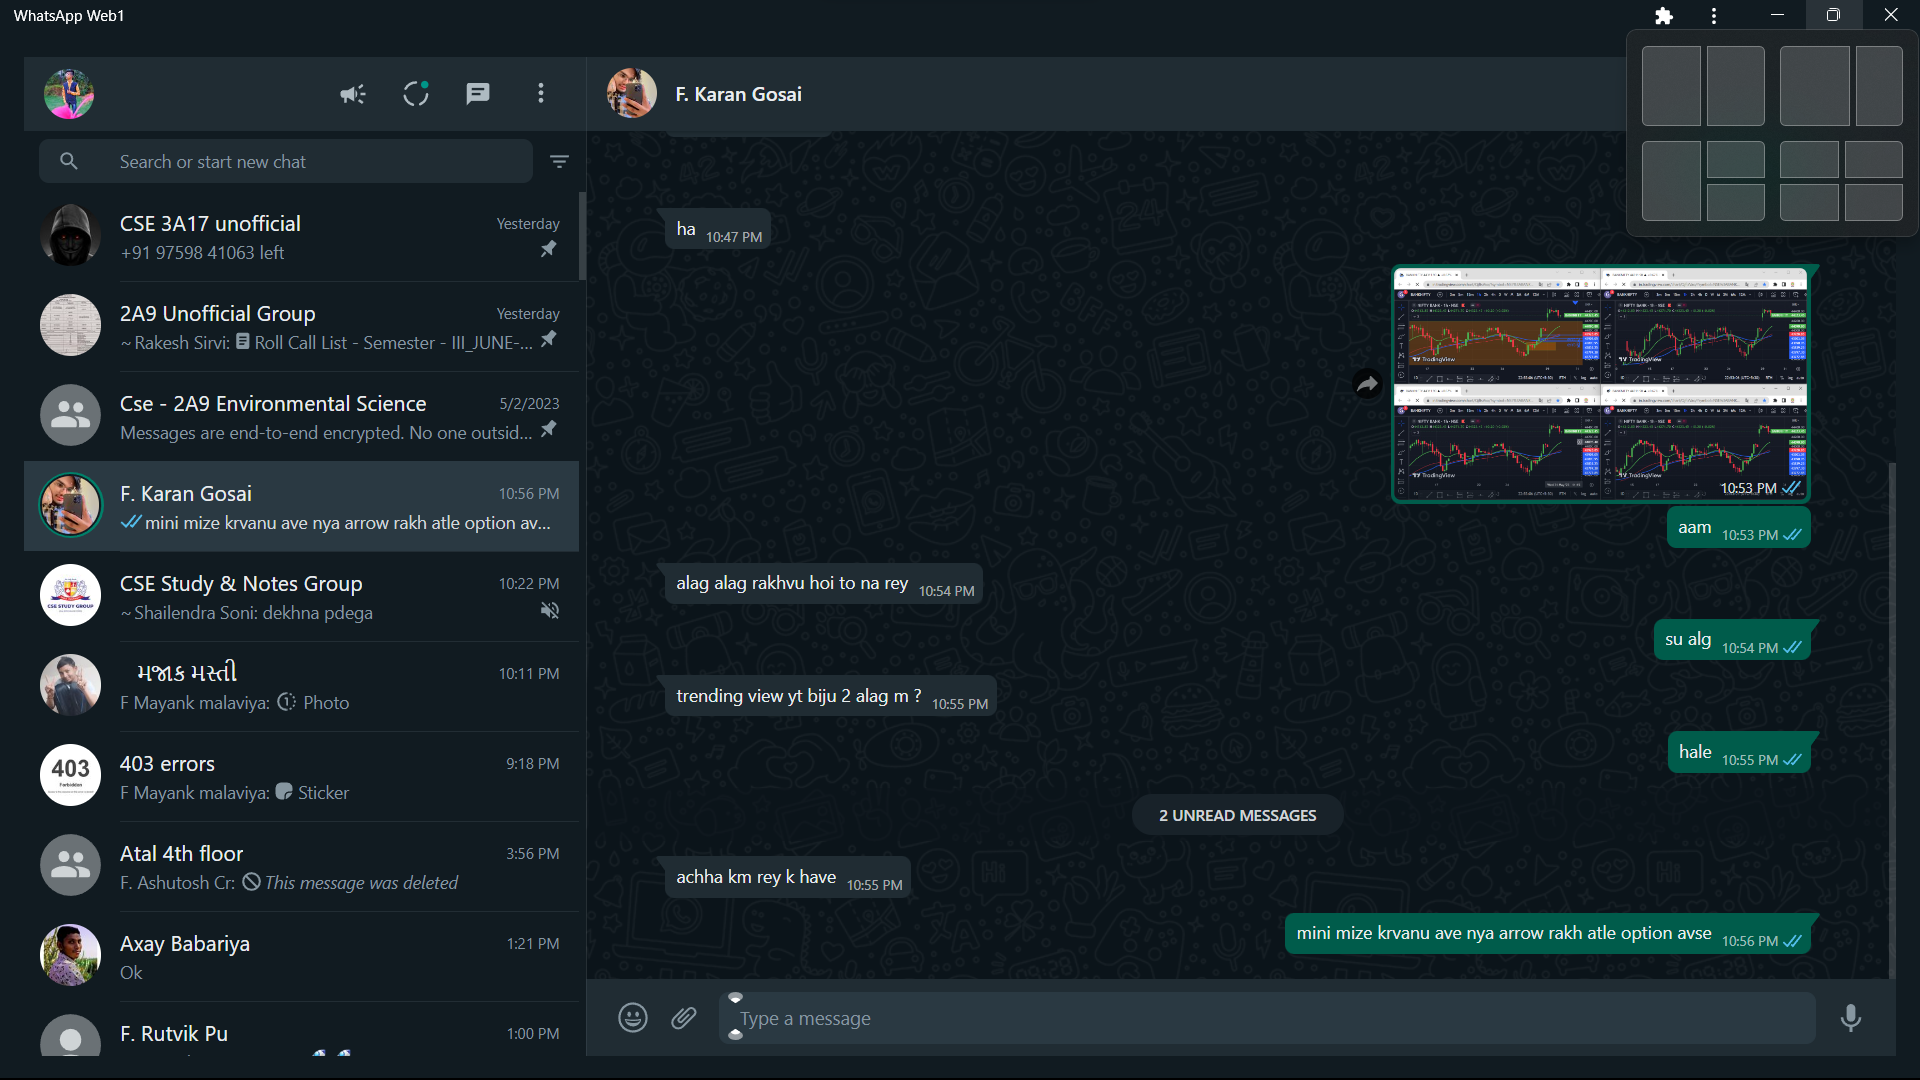 WhatsApp Web1
Search or start new chat
CSE 3A17 unofficial
Yesterday
+91 97598 41063 left
2A9 Unofficial Group
Yesterday
~ Rakesh Sirvi: Roll Call List - Semester - III_JUNE-...
Cse - 2A9 Environmental Science
5/2/2023
Messages are end-to-end encrypted. No one outsid...
F. Karan Gosai
10:56 PM
mini mize krvanu ave nya arrow rakh atle option av...
CSE Study & Notes Group
10:22 PM
~ Shailendra Soni: dekhna pdega
CSE STUDY GROUP
મજાક મસ્તી
10:11 PM
F Mayank malaviya: Photo
403 errors
9:18 PM
F Mayank malaviya: Sticker
403
Forbidden
Atal 4th floor
3:56 PM
F. Ashutosh Cr: This message was deleted
Axay Babariya
1:21 PM
Ok
F. Rutvik Pu
1:00 PM
F. Karan Gosai
ha 10:47 PM
TradingView
TradingView
TradingView
TradingView
10:53 PM
aam 10:53 PM
alag alag rakhvu hoi to na rey 10:54 PM
su alg 10:54 PM
trending view yt biju 2 alag m ? 10:55 PM
hale 10:55 PM
2 UNREAD MESSAGES
achha km rey k have 10:55 PM
mini mize krvanu ave nya arrow rakh atle option avse 10:56 PM
Type a message